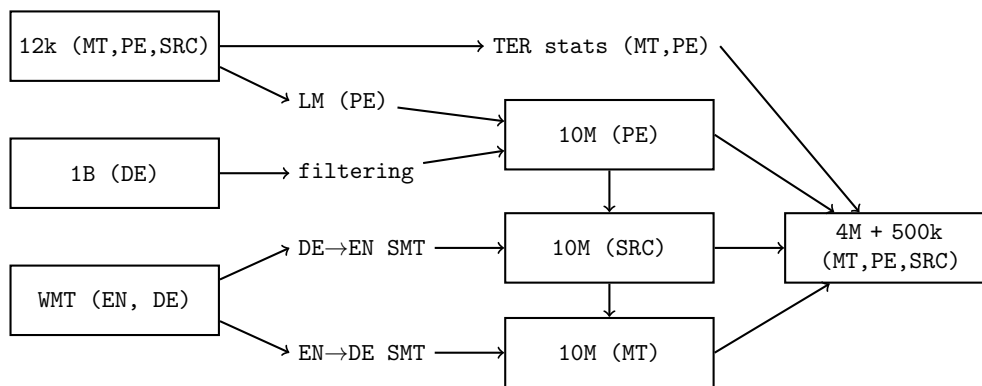 12k (MT,PE,SRC)
TER stats (MT,PE)
LM (PE)
10M (PE)
1B (DE)
filtering
DE→EN SMT
10M (SRC)
4M + 500k
(MT,PE,SRC)
WMT (EN, DE)
EN→DE SMT
10M (MT)